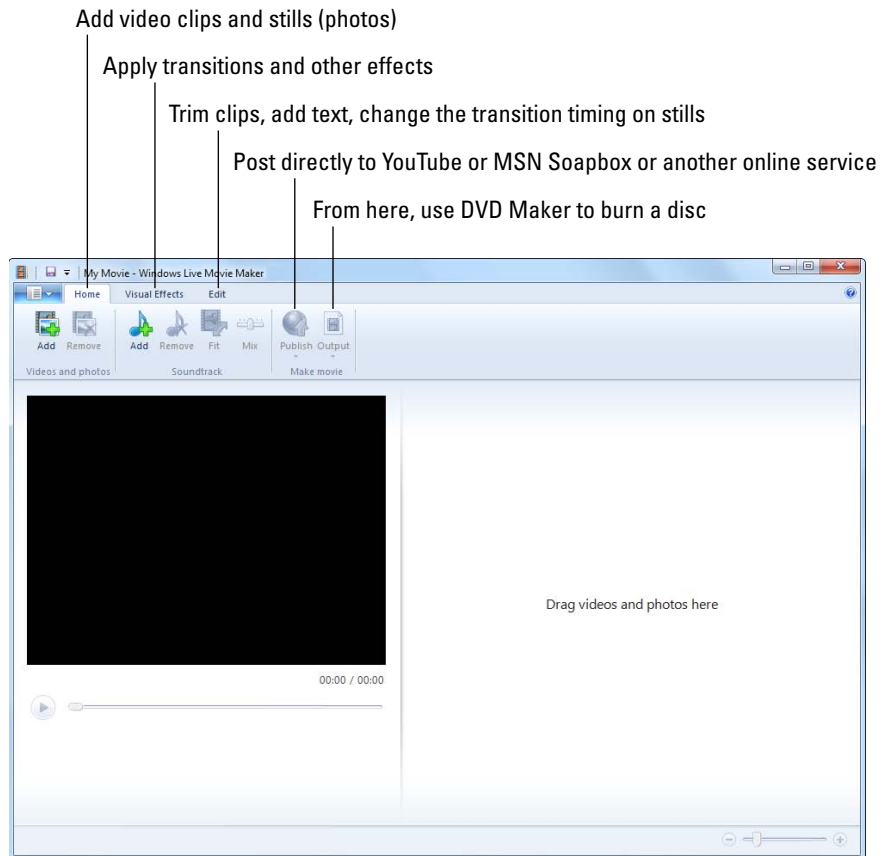 Add video clips and stills (photos)
Apply transitions and other effects
Trim clips, add text, change the transition timing on stills
Post directly to YouTube or MSN Soapbox or another online service
From here, use DVD Maker to burn a disc
My Movie - Windows Live Movie Maker
Home Visual Effects Edit
Add Remove Add Remove Fit Mix Publish Output
Videos and photos Soundtrack Make movie
Drag videos and photos here
00:00 / 00:00